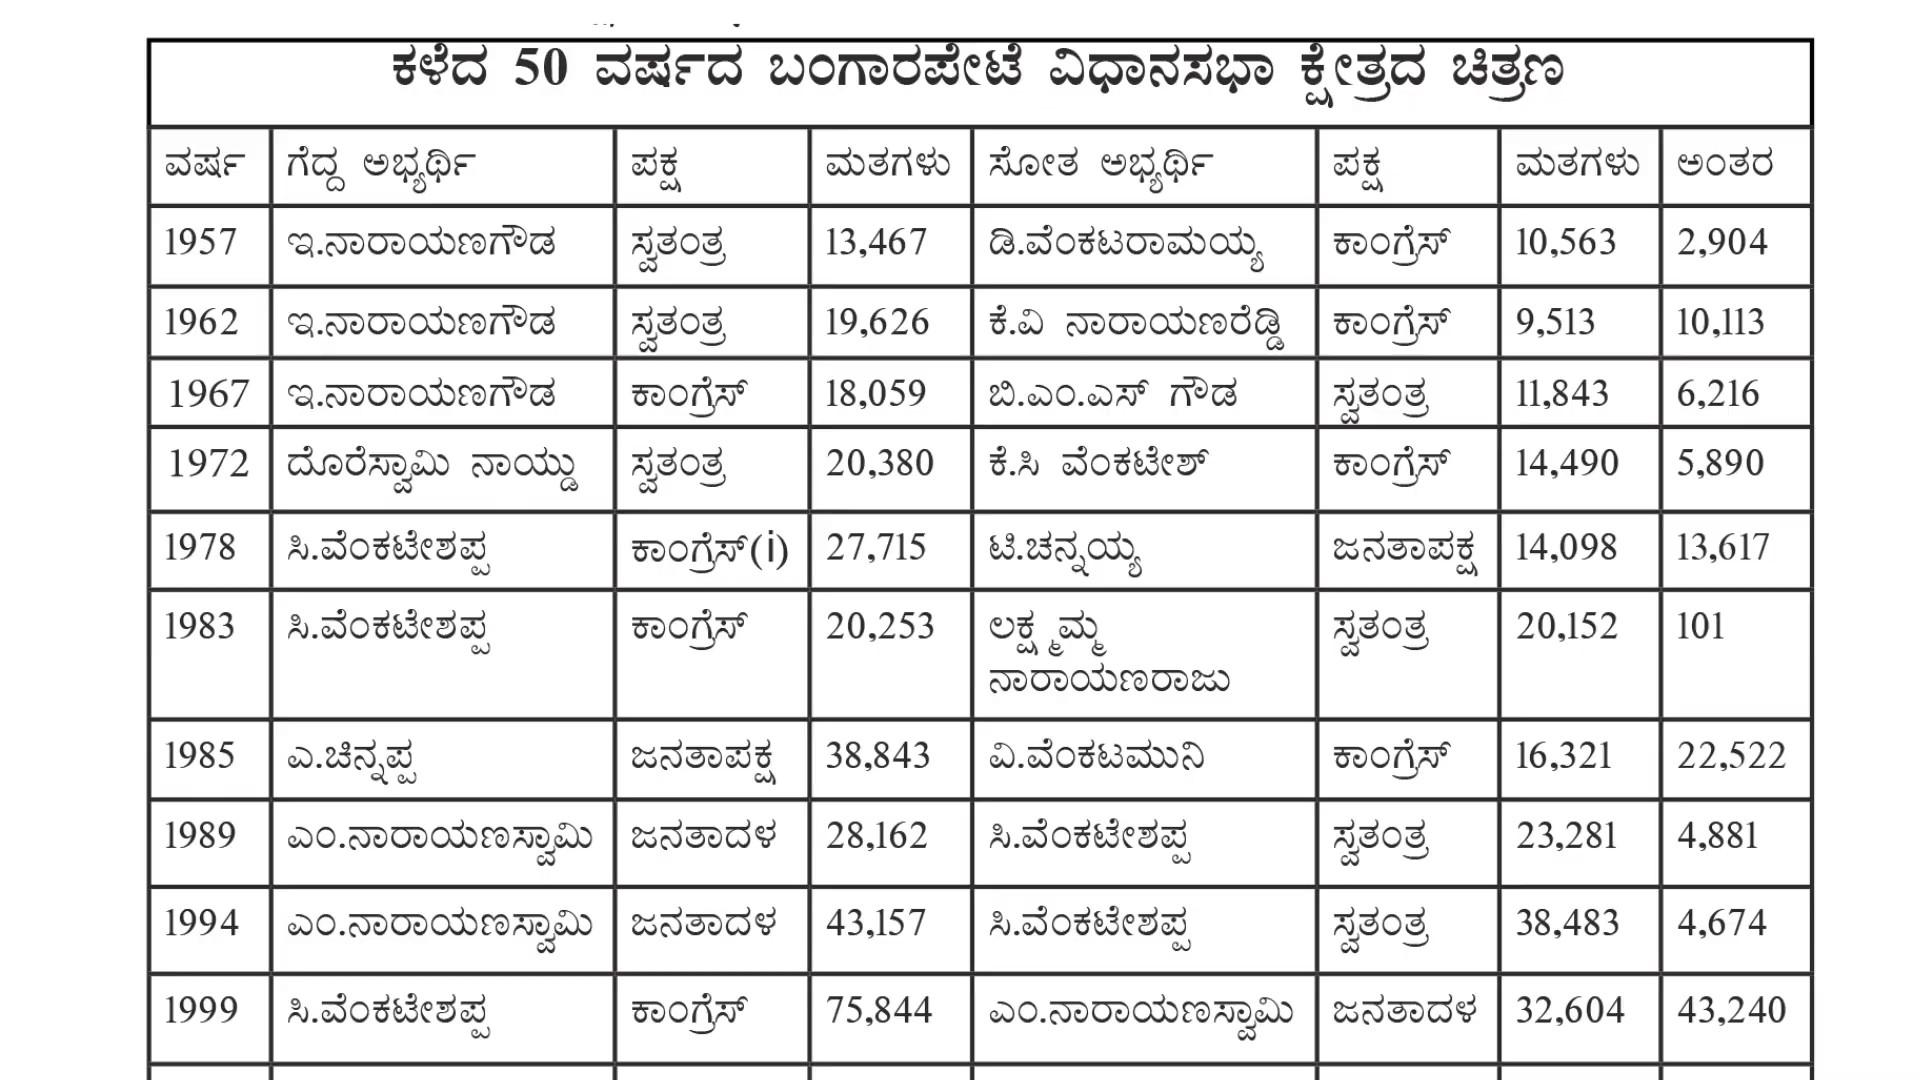 ಕಳೆದ 50 ವರ್ಷದ ಬಂಗಾರಪೇಟೆ ವಿಧಾನಸಭಾ ಕ್ಷೇತ್ರದ ಚಿತ್ರಣ
ವರ್ಷ ಗೆದ್ದ ಅಭ್ಯರ್ಥಿ ಪಕ್ಷ ಮತಗಳು ಸೋತ ಅಭ್ಯರ್ಥಿ ಪಕ್ಷ ಮತಗಳು ಅಂತರ
1957 ಇ.ನಾರಾಯಣಗೌಡ ಸ್ವತಂತ್ರ 13,467 ಡಿ.ವೆಂಕಟರಾಮಯ್ಯ ಕಾಂಗ್ರೆಸ್ 10,563 2,904
1962 ಇ.ನಾರಾಯಣಗೌಡ ಸ್ವತಂತ್ರ 19,626 ಕೆ.ವಿ ನಾರಾಯಣರೆಡ್ಡಿ ಕಾಂಗ್ರೆಸ್ 9,513 10,113
1967 ಇ.ನಾರಾಯಣಗೌಡ ಕಾಂಗ್ರೆಸ್ 18,059 ಬಿ.ಎಂ.ಎಸ್ ಗೌಡ ಸ್ವತಂತ್ರ 11,843 6,216
1972 ದೊರೆಸ್ವಾಮಿ ನಾಯ್ಡು ಸ್ವತಂತ್ರ 20,380 ಕೆ.ಸಿ ವೆಂಕಟೇಶ್ ಕಾಂಗ್ರೆಸ್ 14,490 5,890
1978 ಸಿ.ವೆಂಕಟೇಶಪ್ಪ ಕಾಂಗ್ರೆಸ್(i) 27,715 ಟಿ.ಚನ್ನಯ್ಯ ಜನತಾಪಕ್ಷ 14,098 13,617
1983 ಸಿ.ವೆಂಕಟೇಶಪ್ಪ ಕಾಂಗ್ರೆಸ್ 20,253 ಲಕ್ಷ್ಮಮ್ಮ ಸ್ವತಂತ್ರ 20,152 101
ನಾರಾಯಣರಾಜು
1985 ಎ.ಚಿನ್ನಪ್ಪ ಜನತಾಪಕ್ಷ 38,843 ವಿ.ವೆಂಕಟಮುನಿ ಕಾಂಗ್ರೆಸ್ 16,321 22,522
1989 ಎಂ.ನಾರಾಯಣಸ್ವಾಮಿ ಜನತಾದಳ 28,162 ಸಿ.ವೆಂಕಟೇಶಪ್ಪ ಸ್ವತಂತ್ರ 23,281 4,881
1994 ಎಂ.ನಾರಾಯಣಸ್ವಾಮಿ ಜನತಾದಳ 43,157 ಸಿ.ವೆಂಕಟೇಶಪ್ಪ ಸ್ವತಂತ್ರ 38,483 4,674
1999 ಸಿ.ವೆಂಕಟೇಶಪ್ಪ ಕಾಂಗ್ರೆಸ್ 75,844 ಎಂ.ನಾರಾಯಣಸ್ವಾಮಿ ಜನತಾದಳ 32,604 43,240